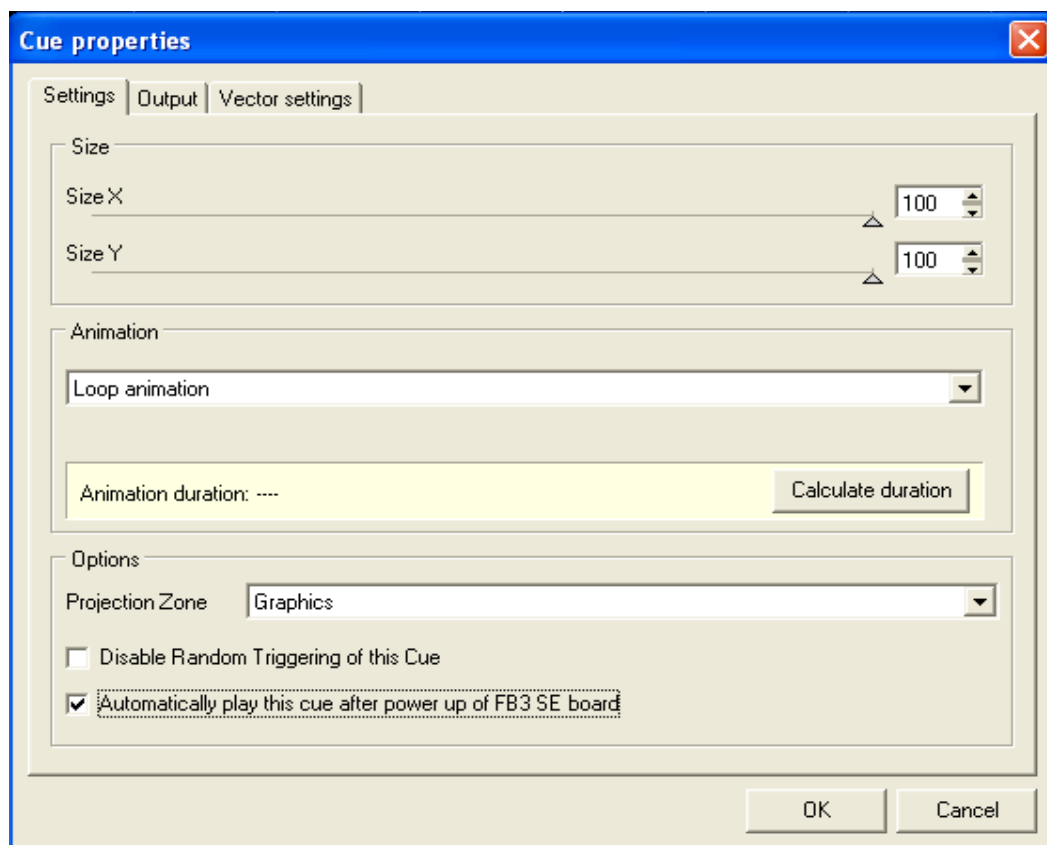 Cue properties
Settings Output Vector settings
Size
Size X 100
Size Y 100
Animation
Loop animation
Animation duration: ---- Calculate duration
Options
Projection Zone Graphics
Disable Random Triggering of this Cue
Automatically play this cue after power up of FB3 SE board
OK Cancel